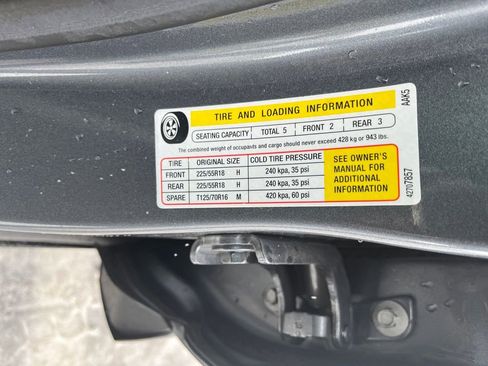 TIRE AND LOADING INFORMATION
SEATING CAPACITY TOTAL 5 FRONT 2 REAR 3
The combined weight of occupants and cargo should never exceed 428 kg or 943 lbs.
TIRE ORIGINAL SIZE COLD TIRE PRESSURE
FRONT 225/55R18 H 240 kpa, 35 psi
REAR 225/55R18 H 240 kpa, 35 psi
SPARE T125/70R16 M 420 kpa, 60 psi
SEE OWNER'S
MANUAL FOR
ADDITIONAL
INFORMATION
AAK5
42707857